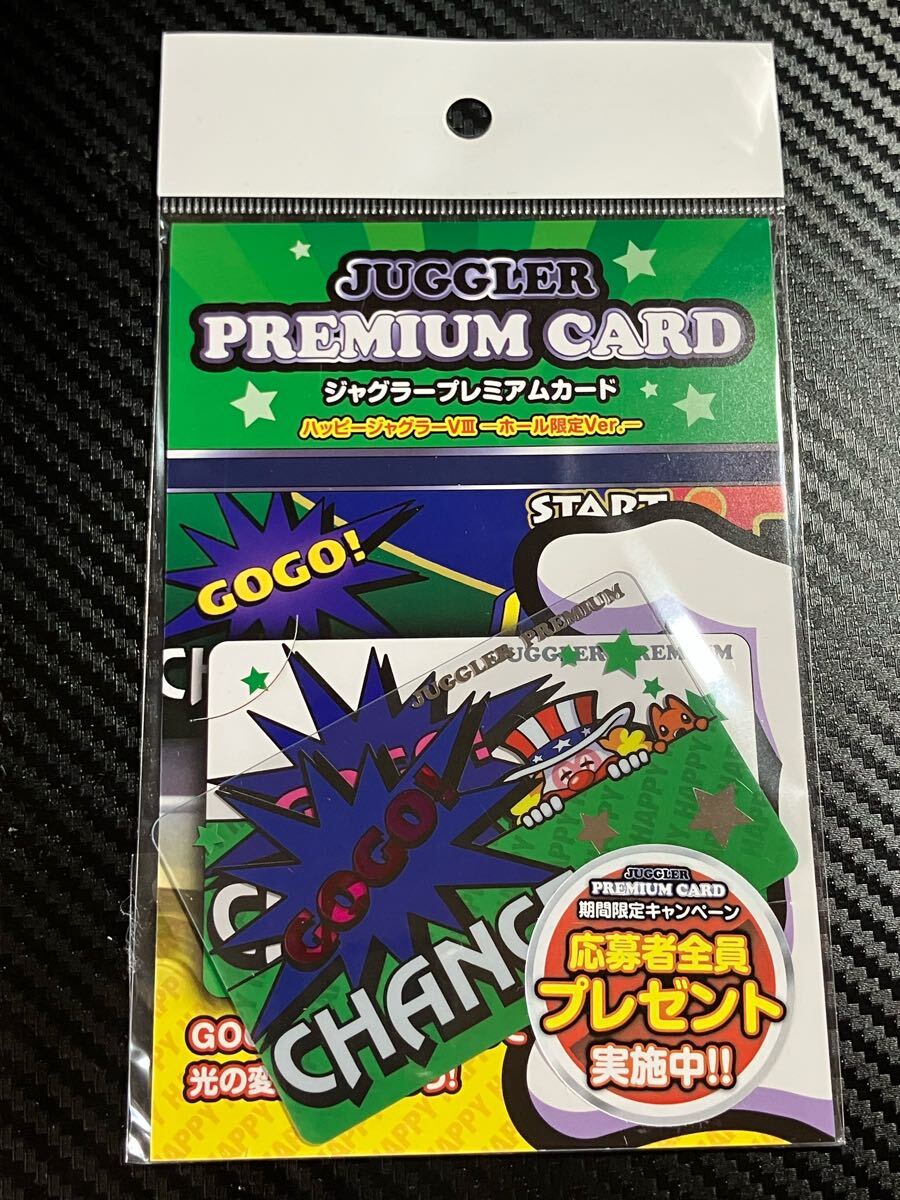 JUGGLER
PREMIUM CARD
ジャグラープレミアムカード
ハッピージャグラーVⅢ ーホール限定Ver.ー
START
GOGO!
JUGGLER PREMIUM
JUGGLER PREMIUM
GOGO!
GOGO!
CHANC
HAPPY HAPPY
JUGGLER
PREMIUM CARD
期間限定キャンペーン
応募者全員
プレゼント
実施中!!
光の変
HAPPY